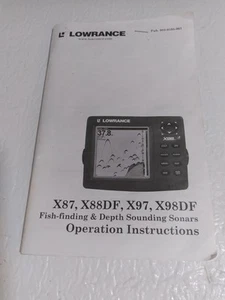 LOWRANCE
X87, X88DF, X97, X98DF
Fish-finding & Depth Sounding Sonars
Operation Instructions
LOWRANCE
37.8